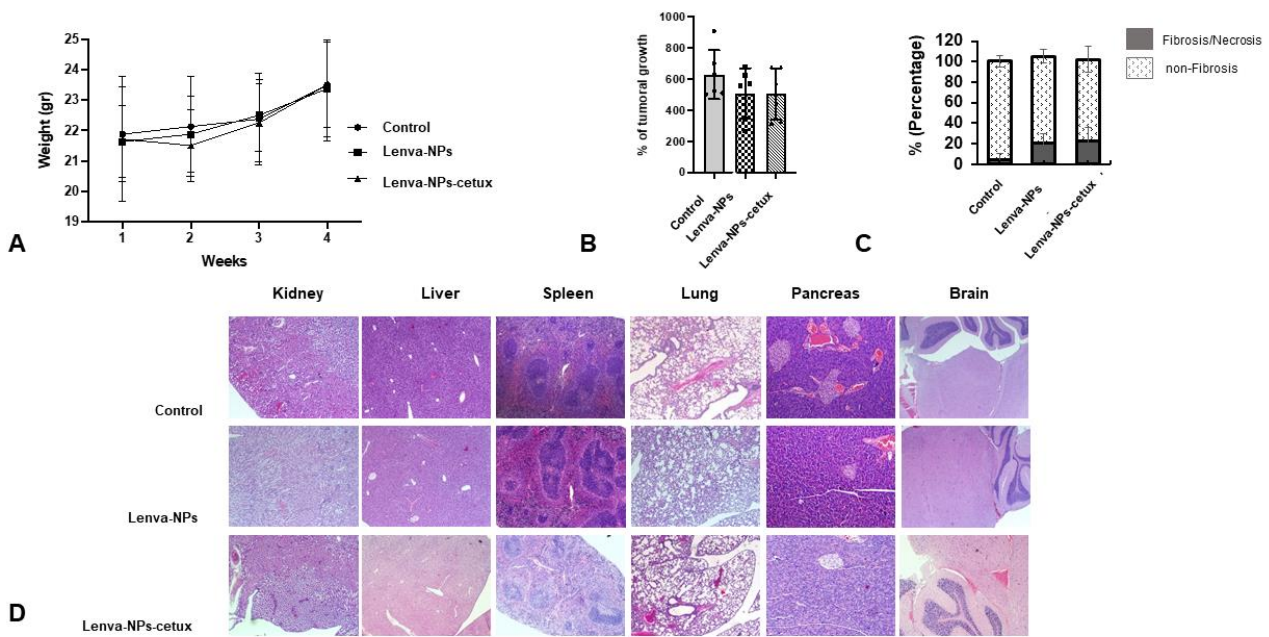 25
24
23
22
21
20
19
Weight (gr)
1
2
3
4
Weeks
Control
Lenva-NPs
Lenva-NPs-cetux
A
1000
800
600
400
200
0
% of tumoral growth
Control
Lenva-NPs
Lenva-NPs-cetux
B
120
100
80
60
40
20
0
% (Percentage)
Control
Lenva-NPs
Lenva-NPs-cetux
Fibrosis/Necrosis
non-Fibrosis
C
Kidney Liver Spleen Lung Pancreas Brain
Control
Lenva-NPs
Lenva-NPs-cetux
D